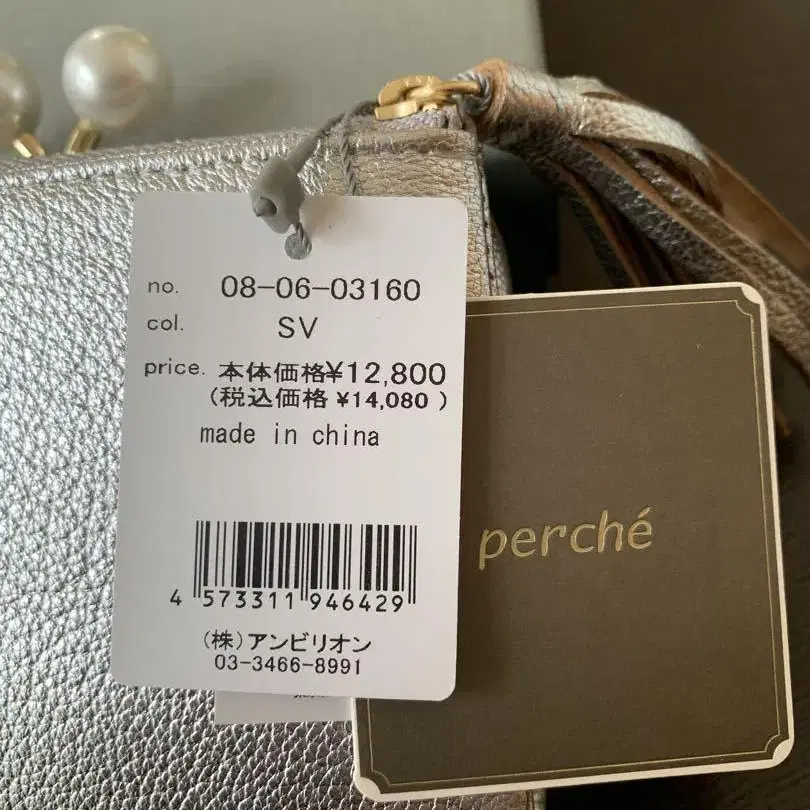 no. 08-06-03160
col. SV
price. 本体価格¥12,800
(税込価格 ¥14,080 )
made in china
4 573311 946429
(株)アンビリオン
03-3466-8991
perché